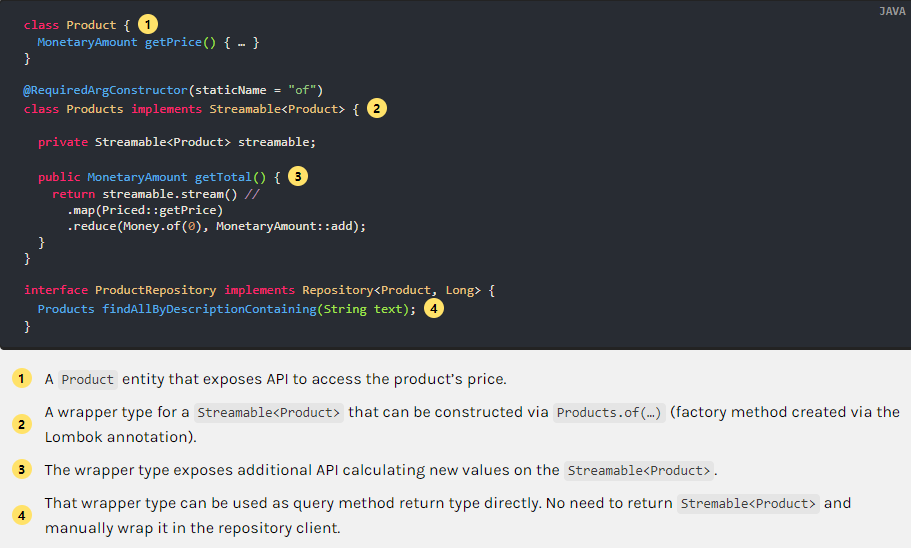 JAVA
class Product { 1
  MonetaryAmount getPrice() { … }
}
@RequiredArgConstructor(staticName = "of")
class Products implements Streamable<Product> { 2
  private Streamable<Product> streamable;
  public MonetaryAmount getTotal() { 3
    return streamable.stream() //
      .map(Priced::getPrice)
      .reduce(Money.of(0), MonetaryAmount::add);
  }
}
interface ProductRepository implements Repository<Product, Long> {
  Products findAllByDescriptionContaining(String text); 4
}
1 A Product entity that exposes API to access the product’s price.
2 A wrapper type for a Streamable<Product> that can be constructed via Products.of(…) (factory method created via the
Lombok annotation).
3 The wrapper type exposes additional API calculating new values on the Streamable<Product>.
4 That wrapper type can be used as query method return type directly. No need to return Stremable<Product> and
manually wrap it in the repository client.